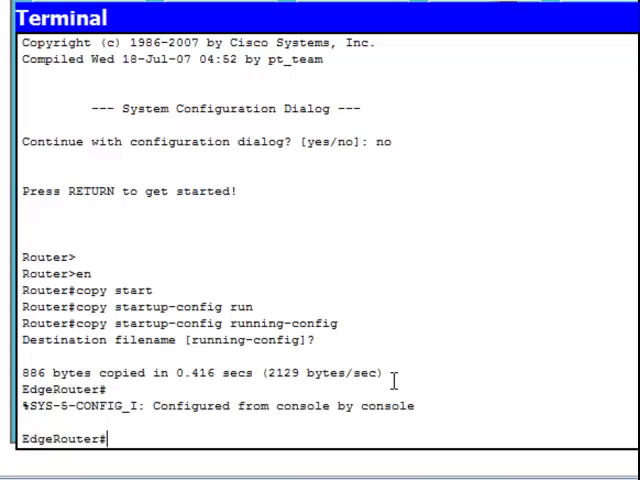 Terminal
Copyright (c) 1986-2007 by Cisco Systems, Inc.
Compiled Wed 18-Jul-07 04:52 by pt_team
--- System Configuration Dialog ---
Continue with configuration dialog? [yes/no]: no
Press RETURN to get started!
Router>
Router>en
Router#copy start
Router#copy startup-config run
Router#copy startup-config running-config
Destination filename [running-config]?
886 bytes copied in 0.416 secs (2129 bytes/sec)
EdgeRouter#
%SYS-5-CONFIG_I: Configured from console by console
EdgeRouter#